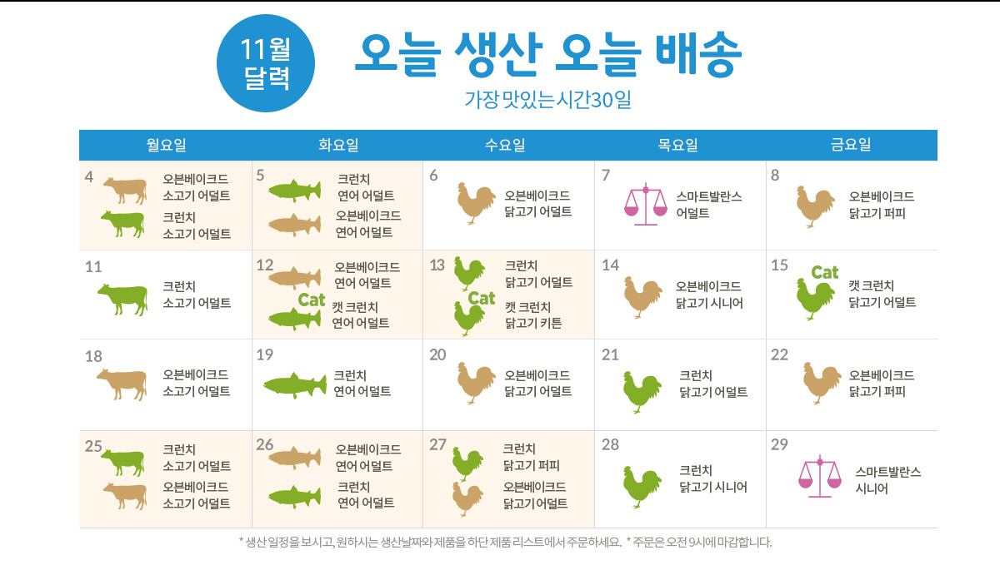 11월
달력
오늘 생산 오늘 배송
가장 맛있는 시간30일
월요일 화요일 수요일 목요일 금요일
4
오븐베이크드
소고기 어덜트
크런치
소고기 어덜트
5
크런치
연어 어덜트
오븐베이크드
연어 어덜트
6
오븐베이크드
닭고기 어덜트
7
스마트발란스
어덜트
8
오븐베이크드
닭고기 퍼피
11
크런치
소고기 어덜트
12
오븐베이크드
연어 어덜트
Cat
캣 크런치
연어 어덜트
13
크런치
닭고기 어덜트
Cat
캣 크런치
닭고기 키튼
14
오븐베이크드
닭고기 시니어
15
Cat
캣 크런치
닭고기 어덜트
18
오븐베이크드
소고기 어덜트
19
크런치
연어 어덜트
20
오븐베이크드
닭고기 어덜트
21
크런치
닭고기 어덜트
22
오븐베이크드
닭고기 퍼피
25
크런치
소고기 어덜트
오븐베이크드
소고기 어덜트
26
오븐베이크드
연어 어덜트
크런치
연어 어덜트
27
크런치
닭고기 퍼피
오븐베이크드
닭고기 어덜트
28
크런치
닭고기 시니어
29
스마트발란스
시니어
* 생산 일정을 보시고, 원하시는 생산날짜와 제품을 하단 제품 리스트에서 주문하세요. * 주문은 오전 9시에 마감합니다.